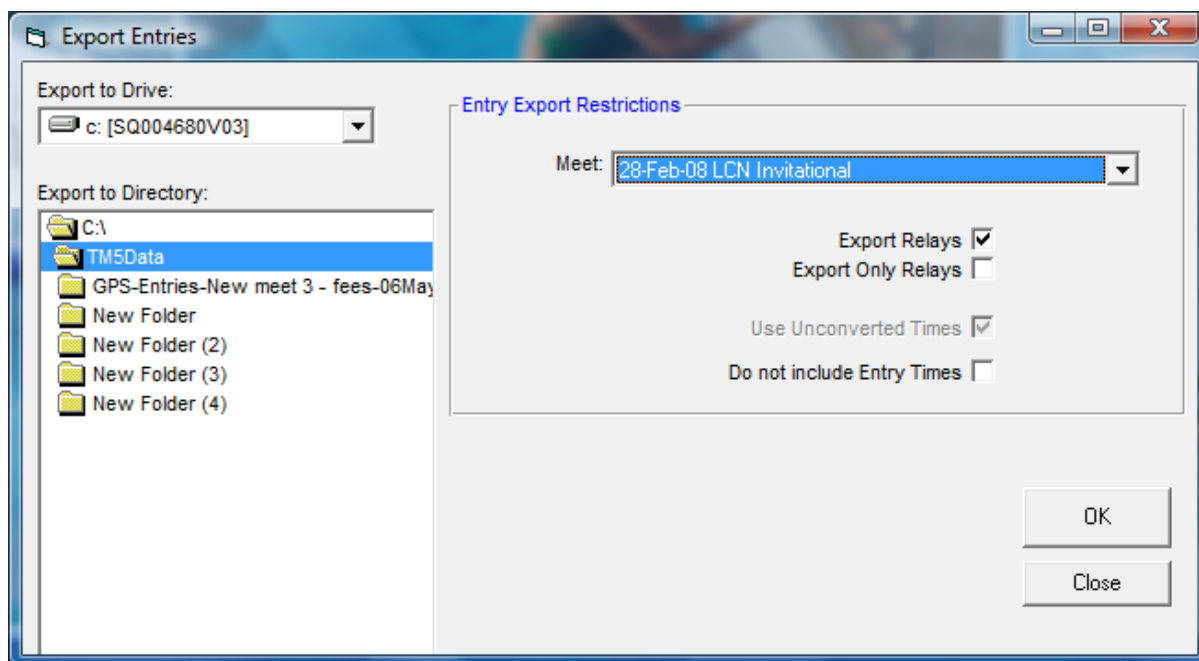 Export Entries
Export to Drive:
c: [SQ004680V03]
Export to Directory:
C:\
TM5Data
GPS-Entries-New meet 3 - fees-06May
New Folder
New Folder (2)
New Folder (3)
New Folder (4)
Entry Export Restrictions
Meet: 28-Feb-08 LCN Invitational
Export Relays
Export Only Relays
Use Unconverted Times
Do not include Entry Times
OK
Close